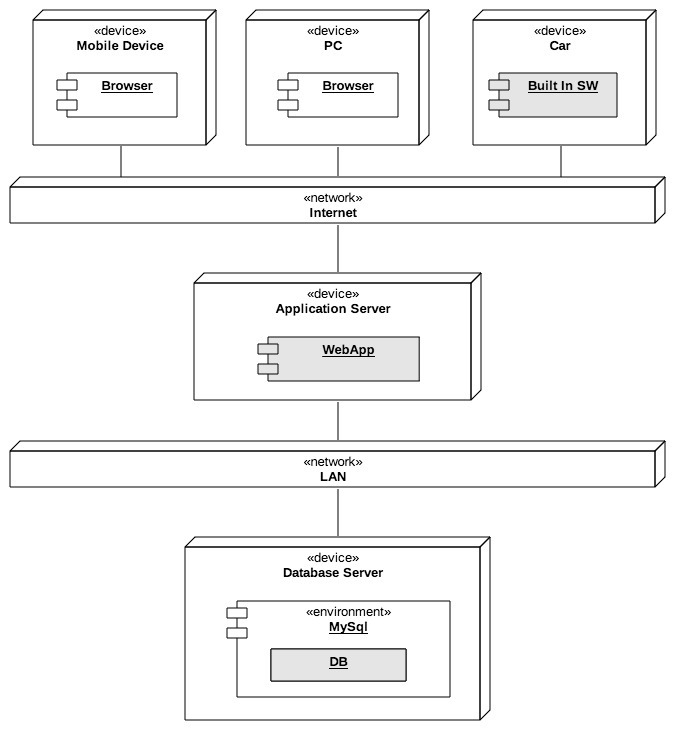 «device»
Mobile Device
Browser
«device»
PC
Browser
«device»
Car
Built In SW
«network»
Internet
«device»
Application Server
WebApp
«network»
LAN
«device»
Database Server
«environment»
MySql
DB